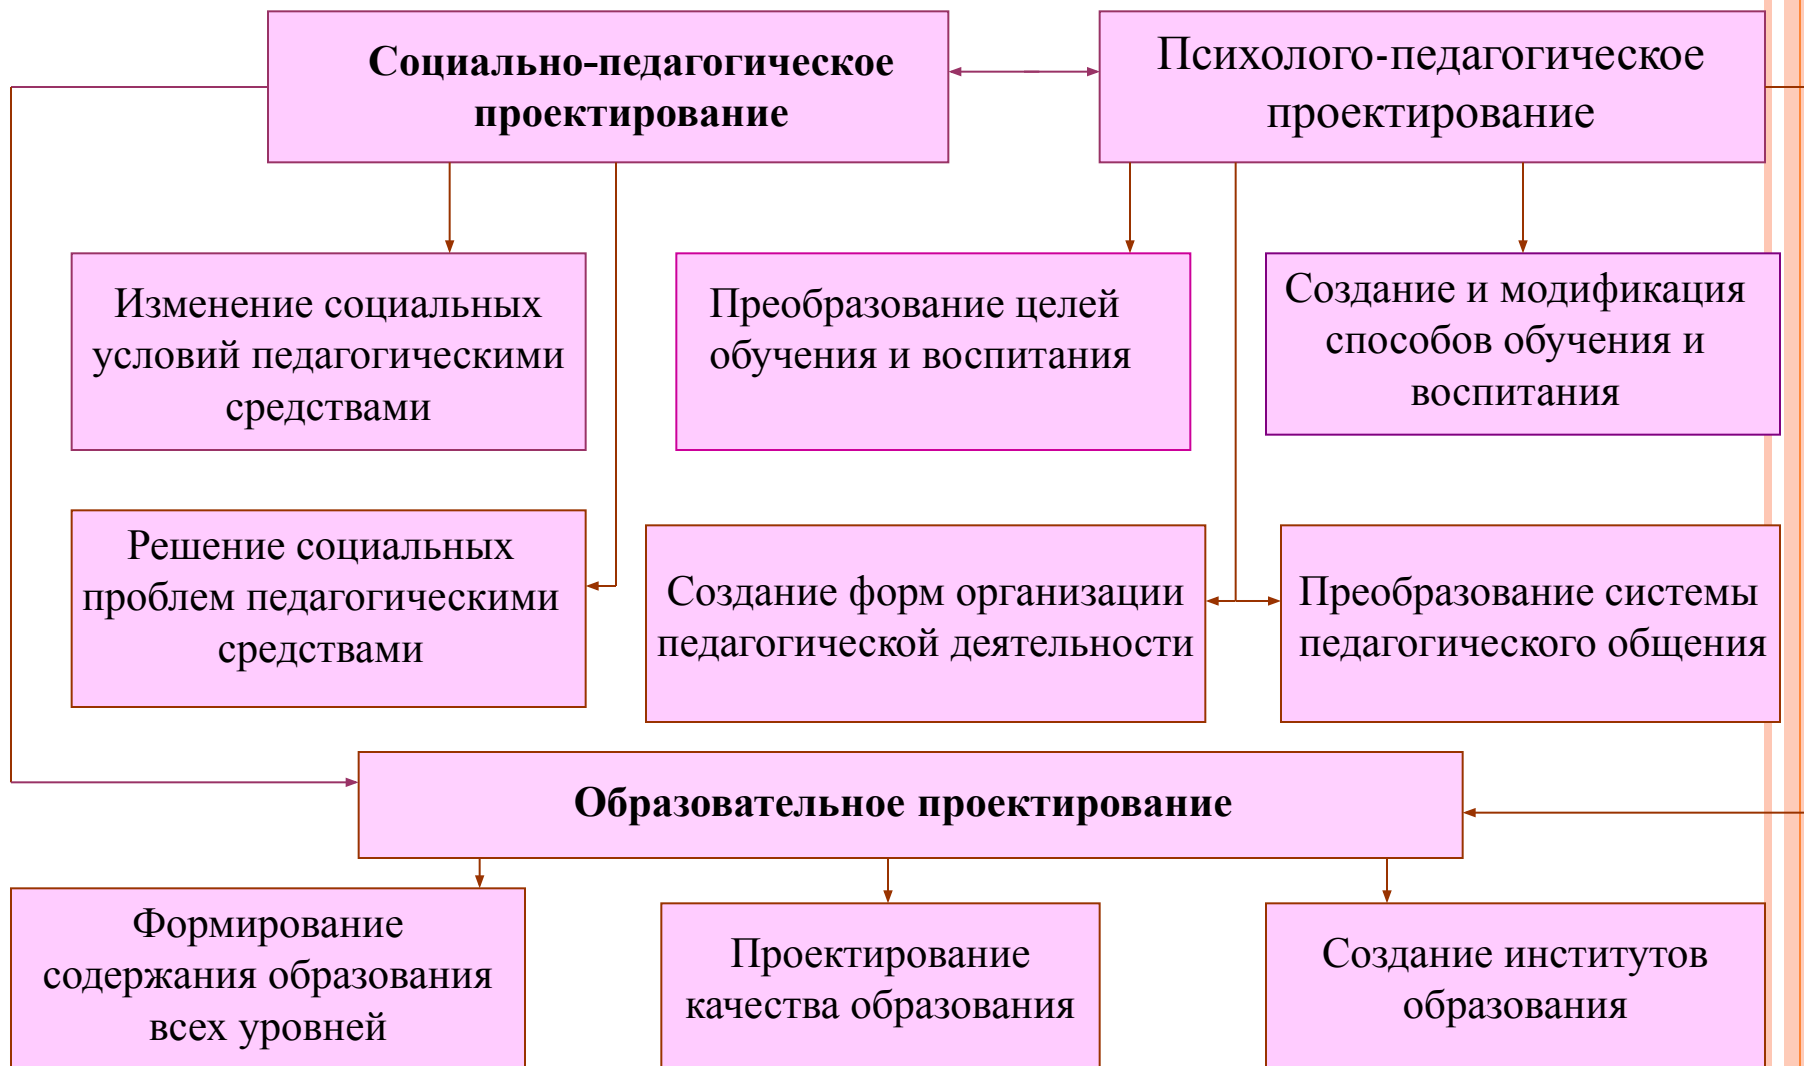 Социально-педагогическое
проектирование
Психолого-педагогическое
проектирование
Изменение социальных
условий педагогическими
средствами
Преобразование целей
обучения и воспитания
Создание и модификация
способов обучения и
воспитания
Решение социальных
проблем педагогическими
средствами
Создание форм организации
педагогической деятельности
Преобразование системы
педагогического общения
Образовательное проектирование
Формирование
содержания образования
всех уровней
Проектирование
качества образования
Создание институтов
образования